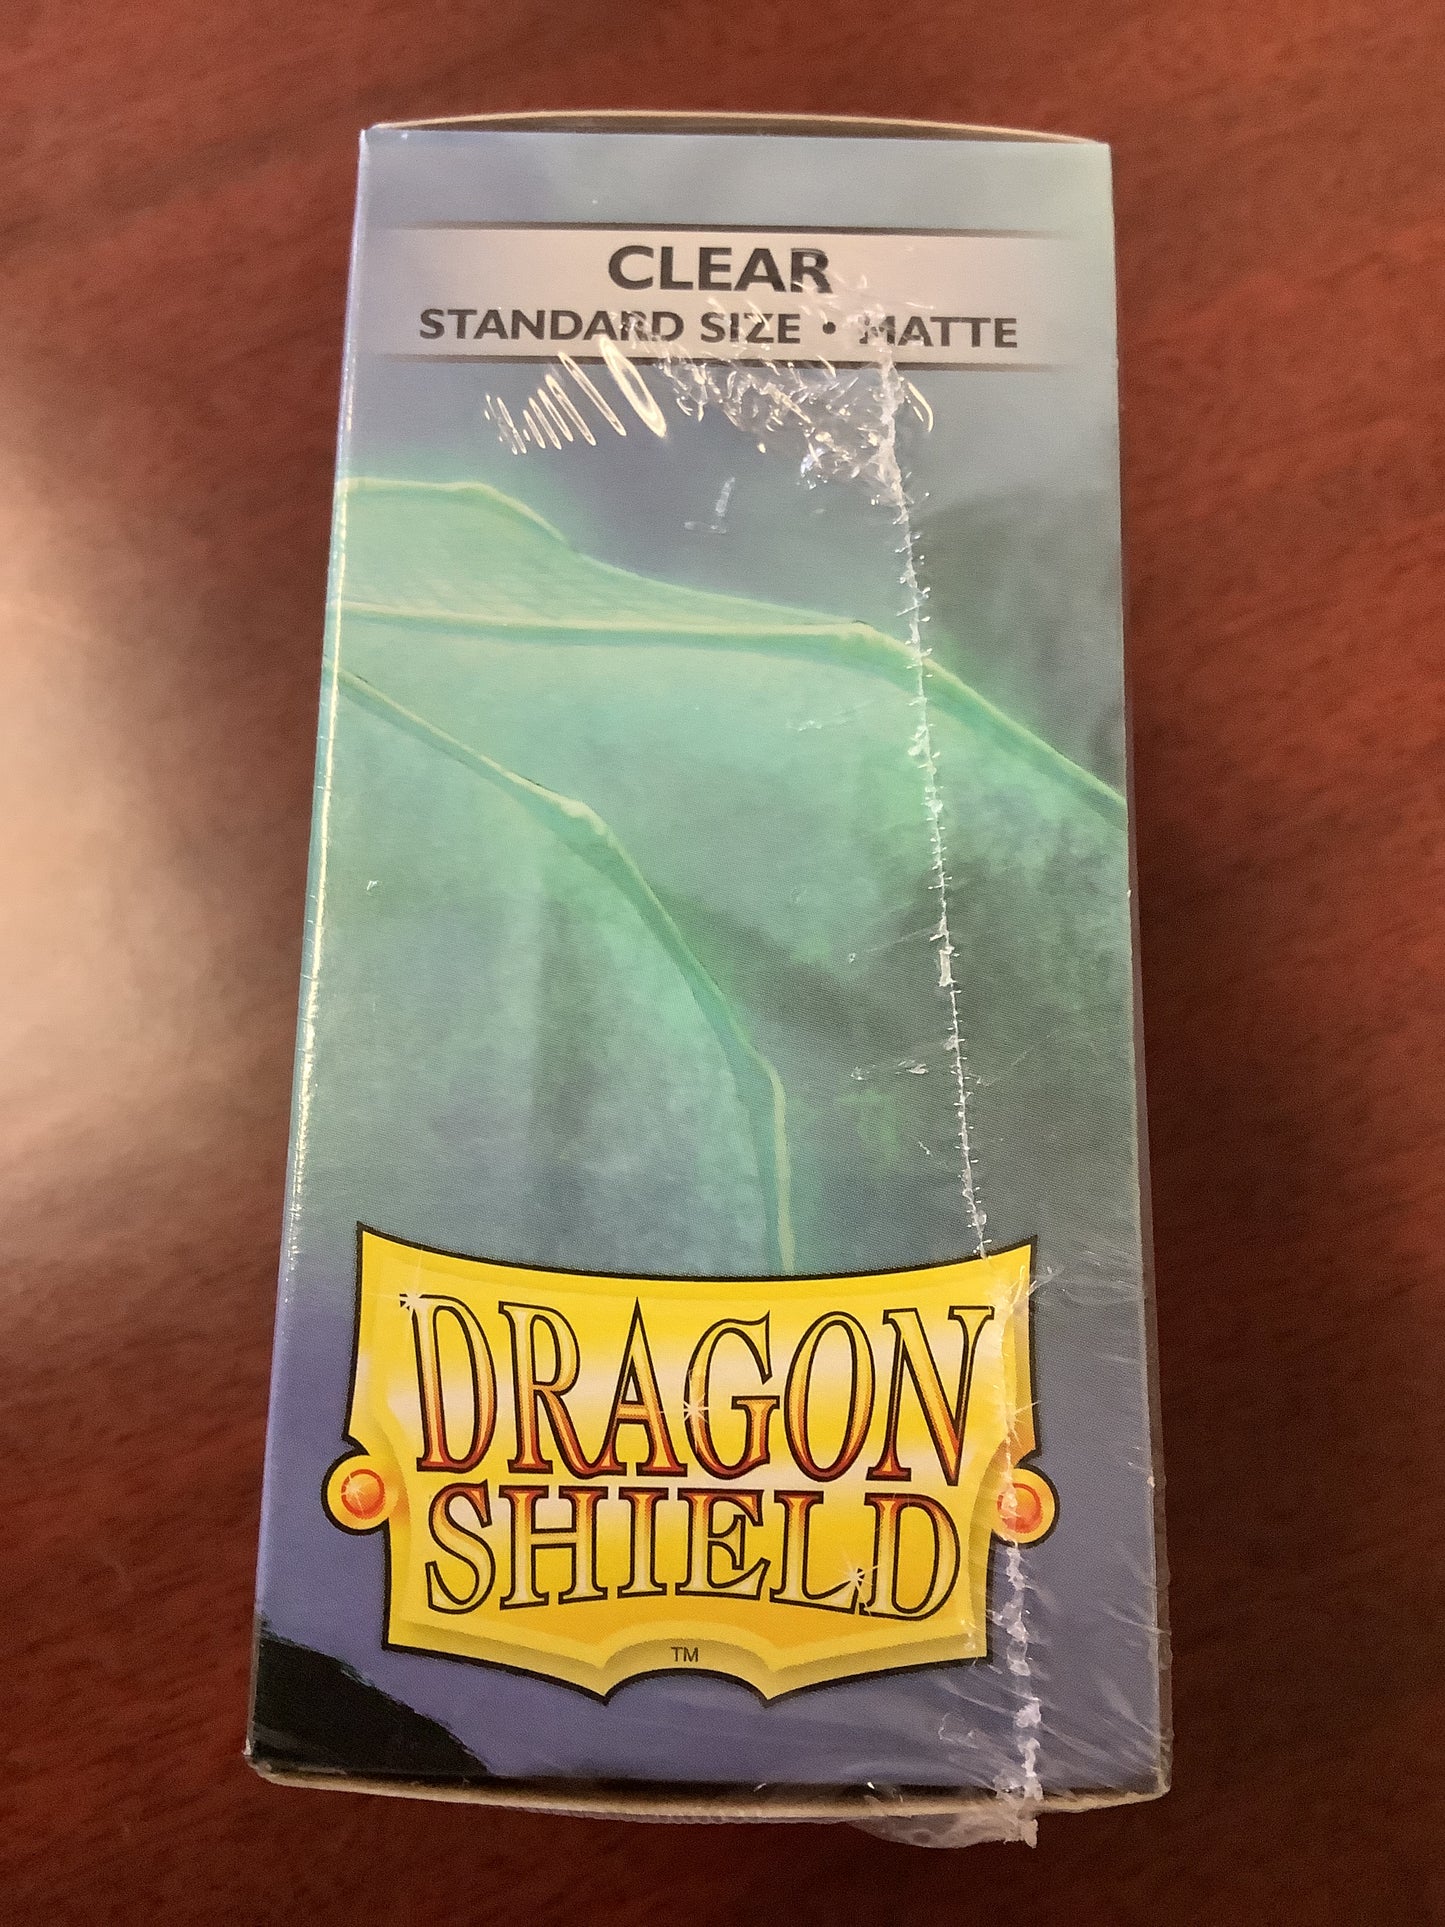 CLEAR
STANDARD SIZE • MATTE
DRAGON
SHIELD
TM